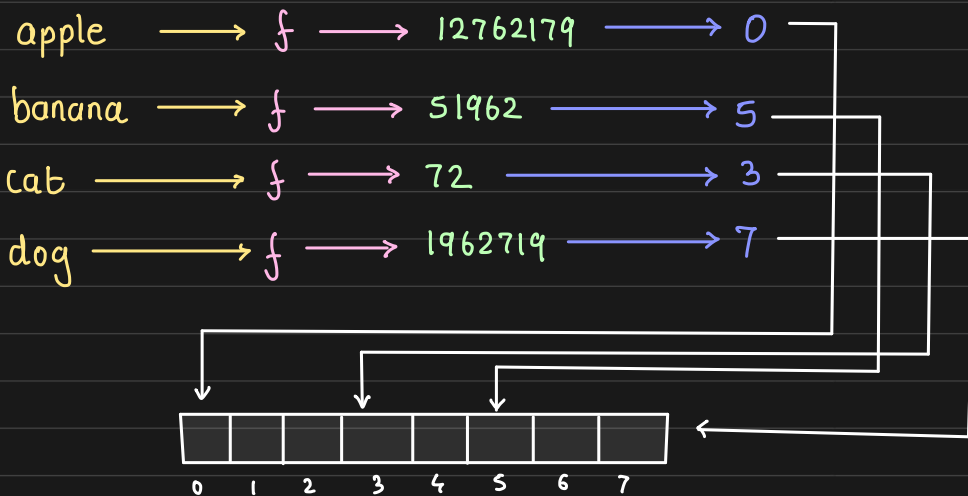 apple f 12762179 0
banana f 51962 5
cat f 72 3
dog f 1962719 7
0 1 2 3 4 5 6 7